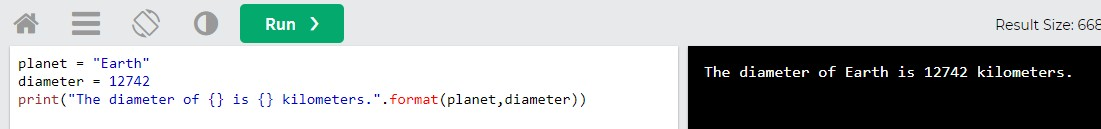 Run ❯
Result Size: 668
planet = "Earth"
diameter = 12742
print("The diameter of {} is {} kilometers.".format(planet,diameter))
The diameter of Earth is 12742 kilometers.